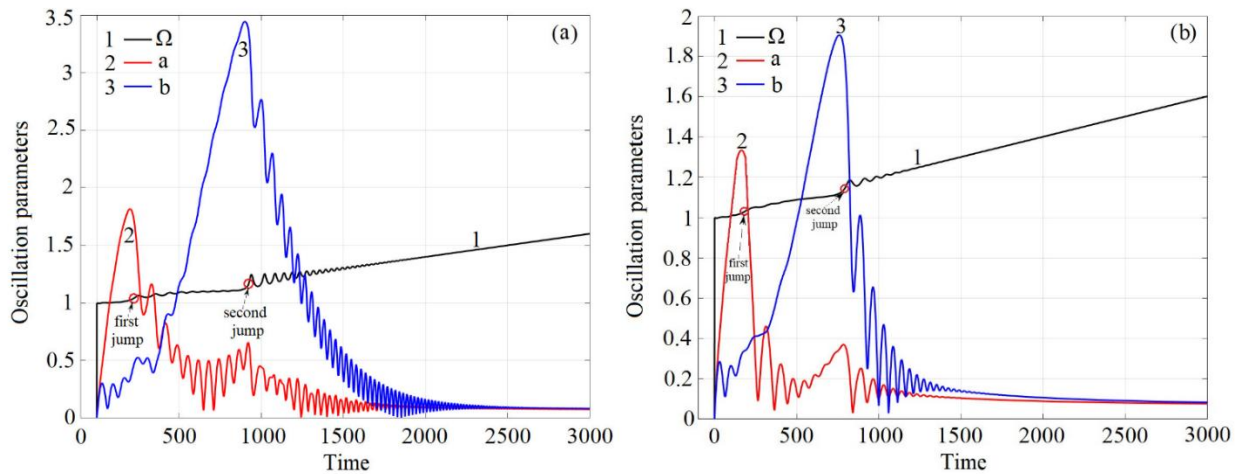 (a)
1 Ω
2 a
3 b
Oscillation parameters
3.5
3
2.5
2
1.5
1
0.5
0
2
3
1
first
jump
second
jump
0 500 1000 1500 2000 2500 3000
Time
(b)
1 Ω
2 a
3 b
Oscillation parameters
2
1.8
1.6
1.4
1.2
1
0.8
0.6
0.4
0.2
0
3
2
1
second
jump
first
jump
0 500 1000 1500 2000 2500 3000
Time